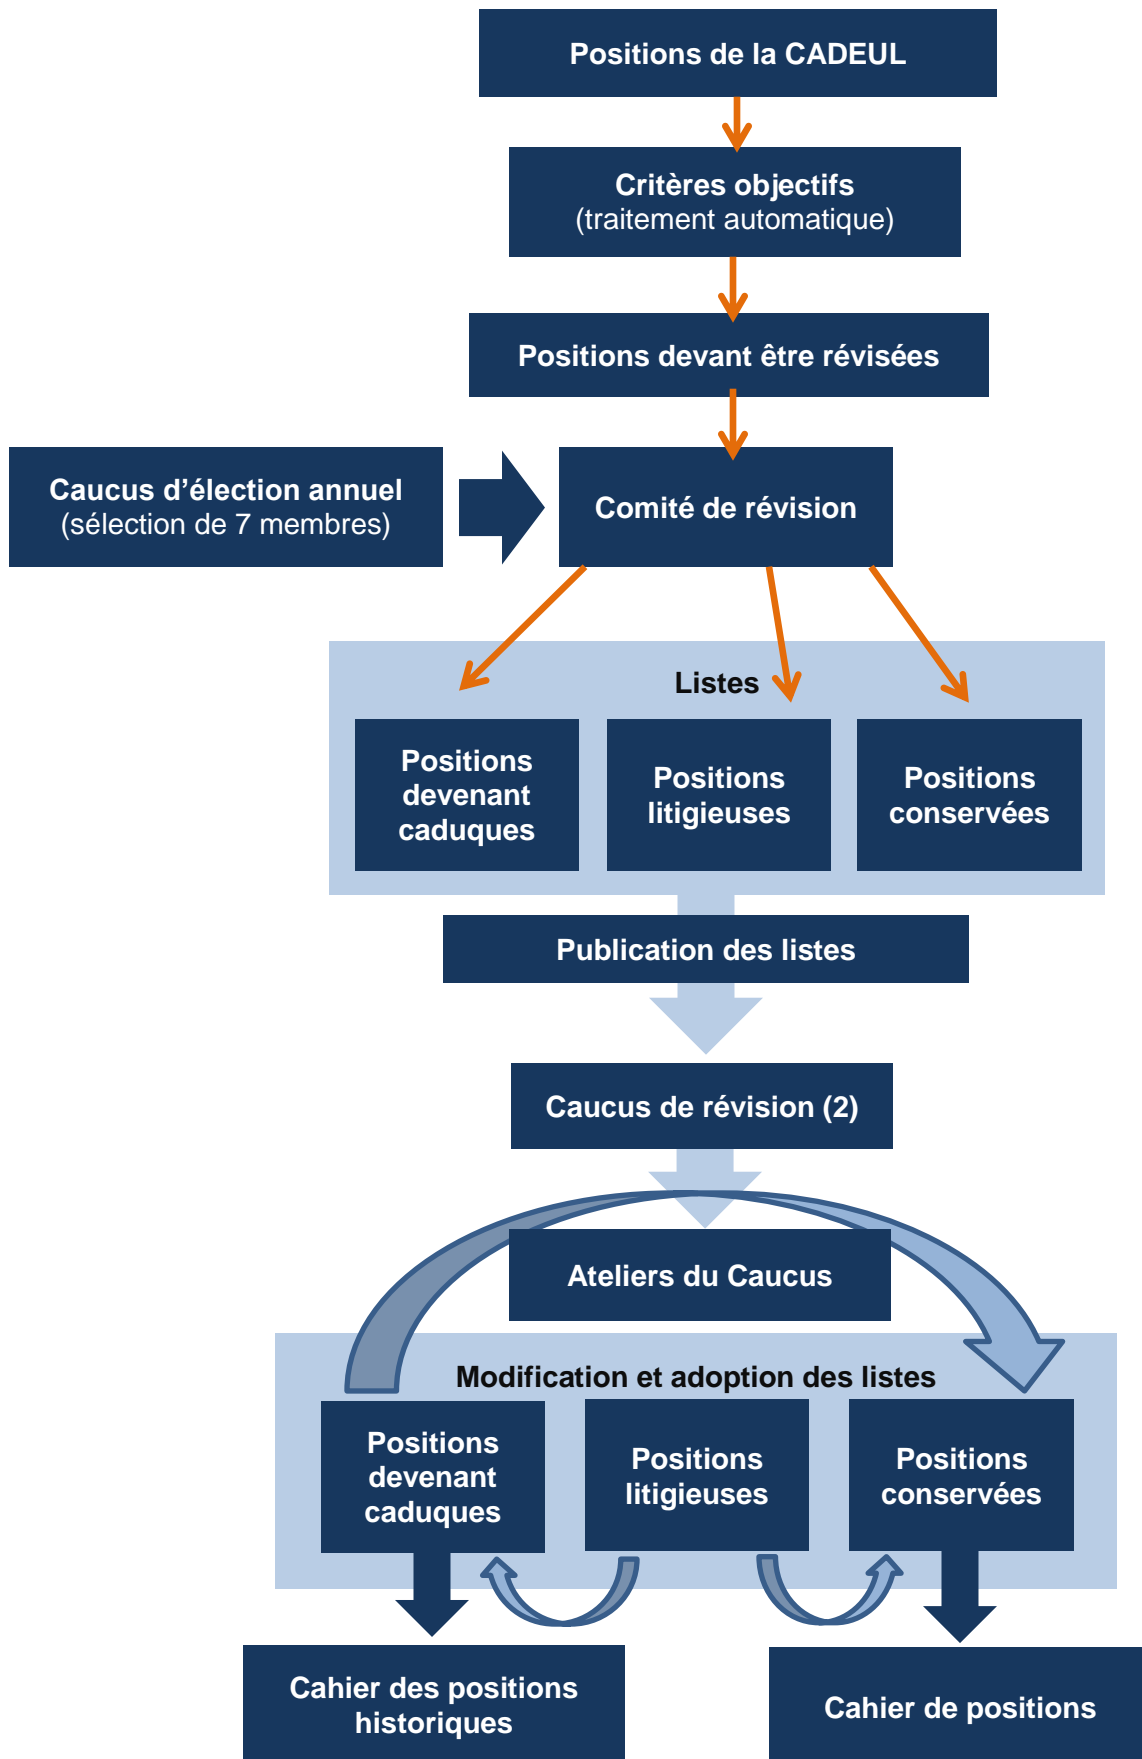 Positions de la CADEUL
Critères objectifs
(traitement automatique)
Positions devant être révisées
Caucus d’élection annuel
(sélection de 7 membres)
Comité de révision
Listes
Positions
devenant
caduques
Positions
litigieuses
Positions
conservées
Publication des listes
Caucus de révision (2)
Ateliers du Caucus
Modification et adoption des listes
Positions
devenant
caduques
Positions
litigieuses
Positions
conservées
Cahier des positions
historiques
Cahier de positions